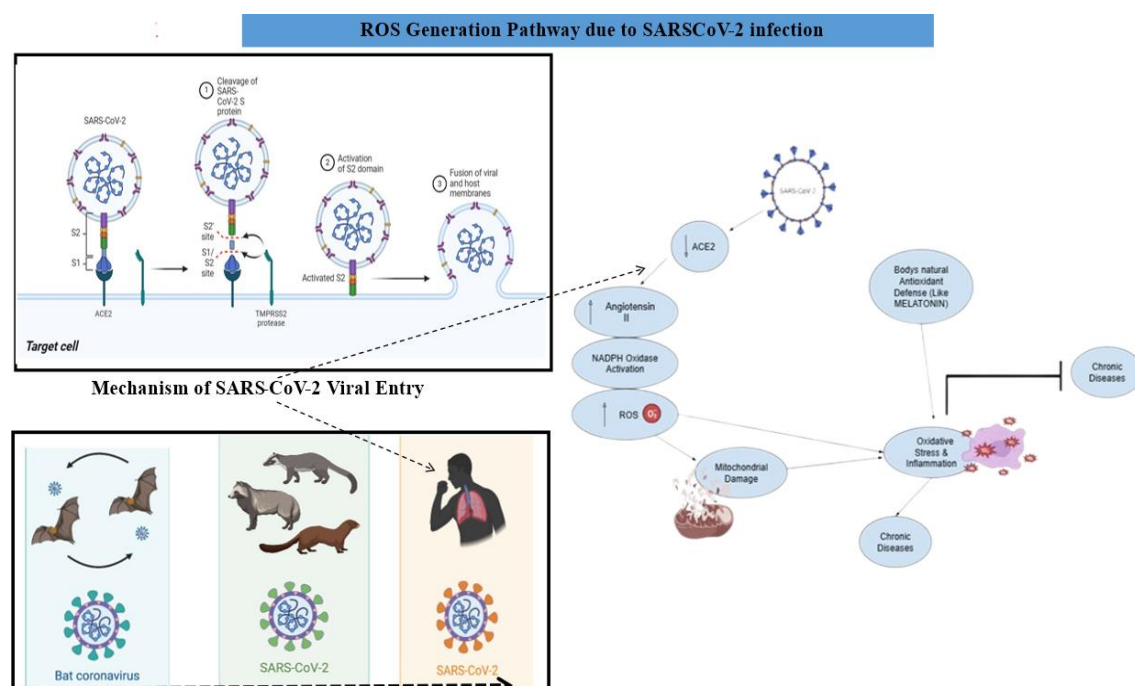 ROS Generation Pathway due to SARSCoV-2 infection
SARS-CoV-2
1
Cleavage of
SARS-
CoV-2 S
protein
2
Activation
of S2 domain
3
Fusion of viral
and host
membranes
S2
S1
S2'
site
S1/
S2
site
Activated S2
ACE2
TMPRSS2
protease
Target cell
Mechanism of SARS-CoV-2 Viral Entry
Bat coronavirus
SARS-CoV-2
SARS-CoV-2
SARS-CoV-2
ACE2
Angiotensin
II
NADPH Oxidase
Activation
ROS
Mitochondrial
Damage
Bodys natural
Antioxidant
Defense (Like
MELATONIN)
Oxidative
Stress &
Inflammation
Chronic
Diseases
Chronic
Diseases